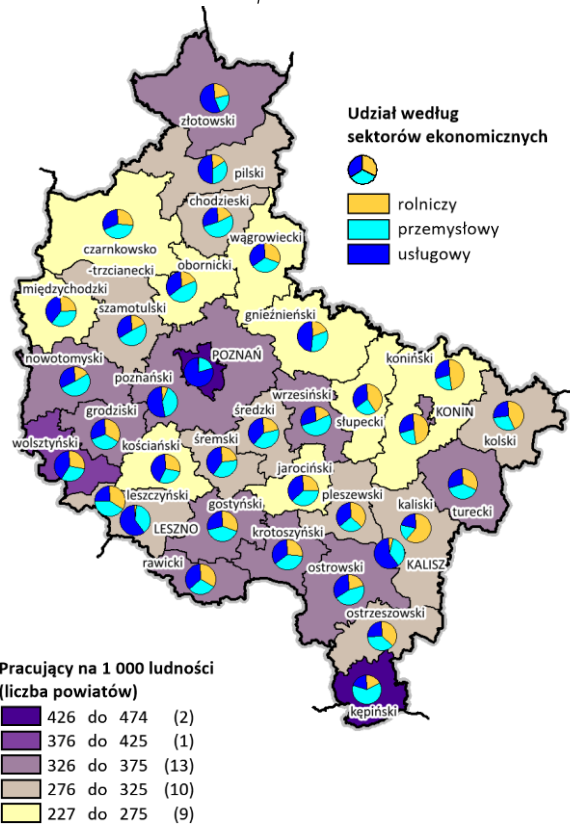 złotowski
Udział według
sektorów ekonomicznych
pilski
chodzieski
rolniczy
przemysłowy
usługowy
wągrowiecki
czarnkowsko
obornicki
-trzcianecki
międzychodzki
szamotulski
gnieźnieński
nowotomyski
POZNAŃ
koniński
poznański
wrzesiński
grodziski
średzki
słupecki
KONIN
wolsztyński
kościański
śremski
kolski
jarociński
leszczyński
pleszewski
gostyński
kaliski
turecki
LESZNO
krotoszyński
rawicki
ostrowski
KALISZ
ostrzeszowski
Pracujący na 1 000 ludności
(liczba powiatów)
426 do 474 (2)
kępiński
376 do 425 (1)
326 do 375 (13)
276 do 325 (10)
227 do 275 (9)